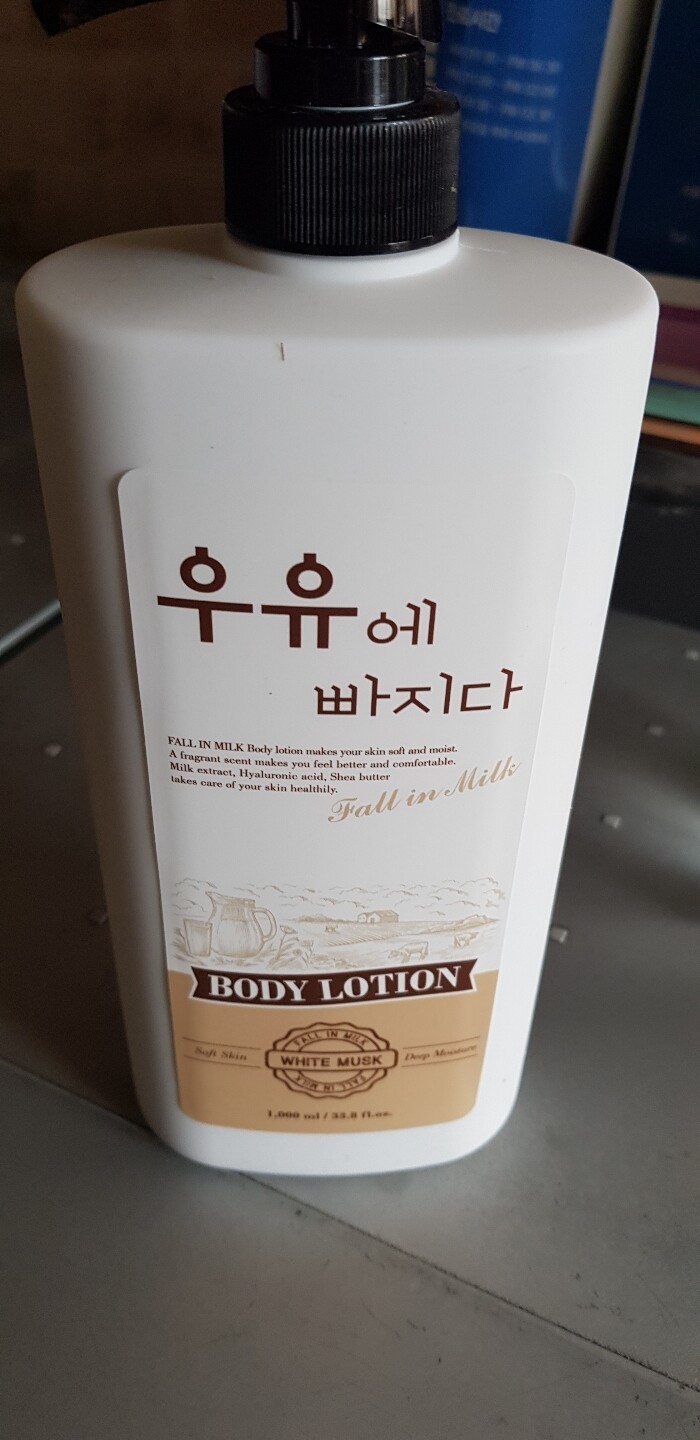 우유에
빠지다
FALL IN MILK Body lotion makes your skin soft and moist.
A fragrant scent makes you feel better and comfortable.
Milk extract, Hyaluronic acid, Shea butter
takes care of your skin healthily.
Fall in Milk
BODY LOTION
FALL IN MILK
Soft Skin
WHITE MUSK
Deep Moisture
FALL IN MILK
1,000 ml / 33.8 fl.oz.